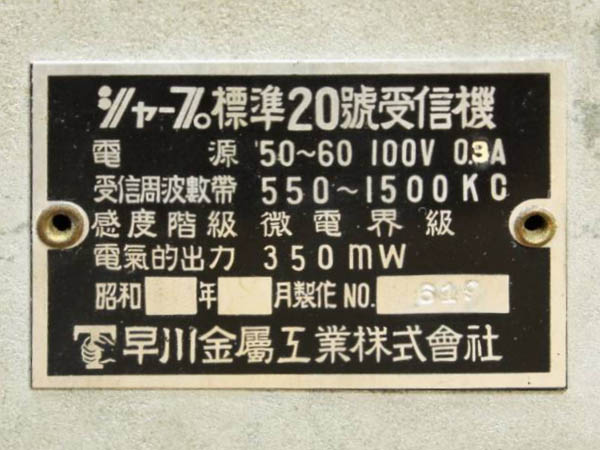 シャープ標準20號受信機
電源 50~60 100V 0.3A
受信周波數帶 550~1500KC
感度階級 微電界級
電氣的出力 350mW
昭和 年 月製作 NO.
早川金屬工業株式會社